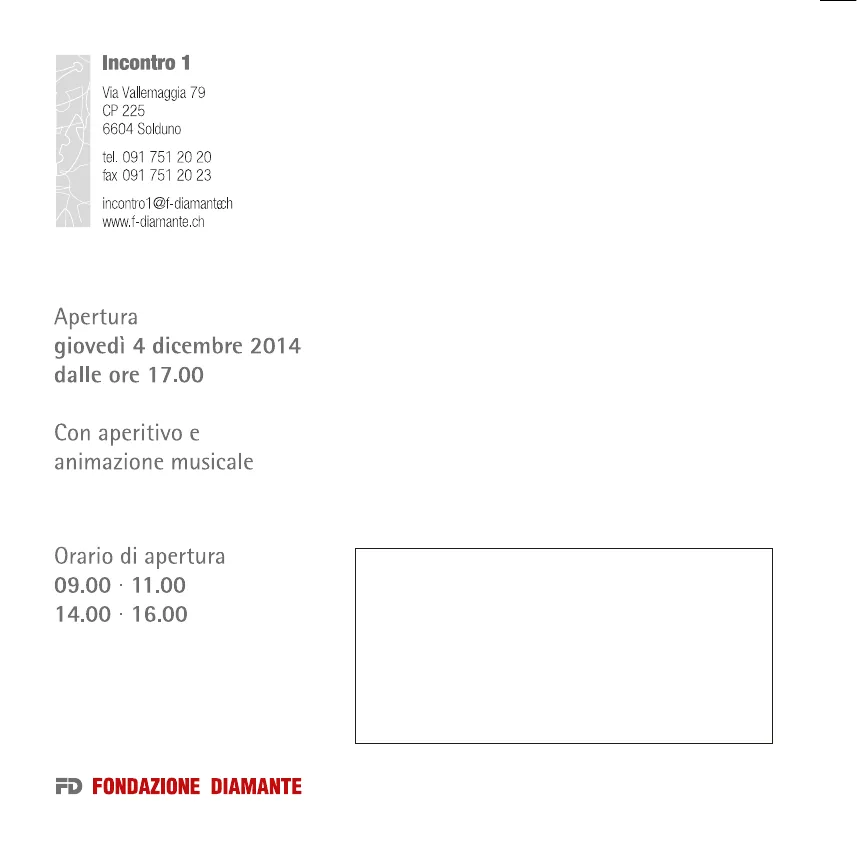 Incontro 1
Via Vallemaggia 79
CP 225
6604 Solduno
tel. 091 751 20 20
fax 091 751 20 23
incontro1@f-diamante.ch
www.f-diamante.ch
Apertura
giovedì 4 dicembre 2014
dalle ore 17.00
Con aperitivo e
animazione musicale
Orario di apertura
09.00 · 11.00
14.00 · 16.00
FD FONDAZIONE DIAMANTE